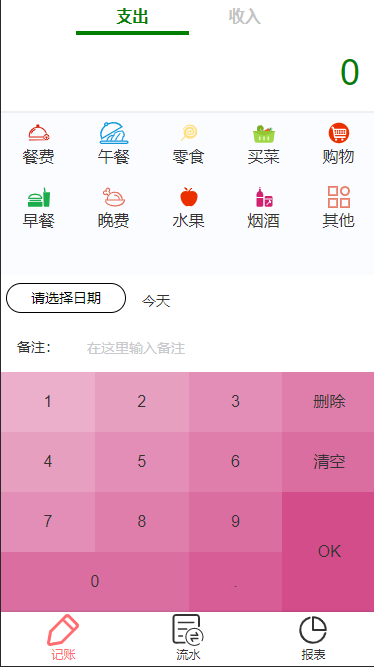 支出 收入
0
餐费 午餐 零食 买菜 购物
早餐 晚费 水果 烟酒 其他
请选择日期 今天
备注： 在这里输入备注
1 2 3 删除
4 5 6 清空
7 8 9
OK
0 .
记账 流水 报表